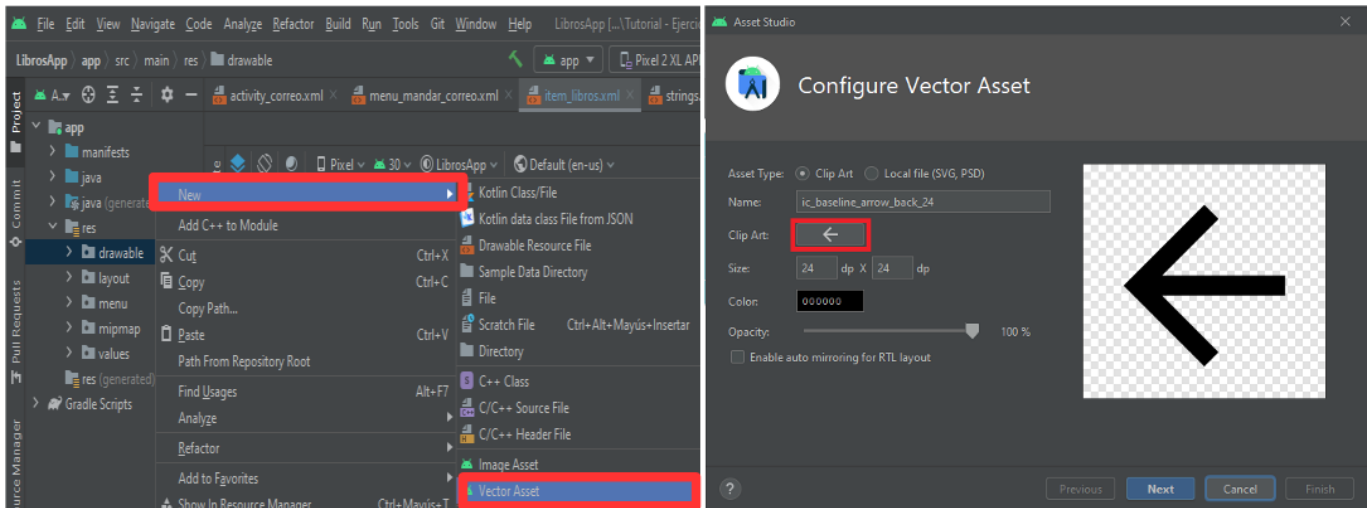 File Edit View Navigate Code Analyze Refactor Build Run Tools Git Window Help LibrosApp [...\Tutorial - Ejercic
LibrosApp app src main res drawable app Pixel 2 XL API
A... activity_correo.xml menu_mandar_correo.xml item_libros.xml strings.
Project
Commit
Pull Requests
app
manifests
java
java (generate
res
drawable
layout
menu
mipmap
values
res (generated)
Gradle Scripts
Pixel 30 LibrosApp Default (en-us)
New
Add C++ to Module
Cut Ctrl+X
Copy Ctrl+C
Copy Path...
Paste Ctrl+V
Path From Repository Root
Find Usages Alt+F7
Analyze
Refactor
Add to Favorites
Show In Resource Manager Ctrl+Mayús+T
Kotlin Class/File
Kotlin data class File from JSON
Drawable Resource File
Sample Data Directory
File
Scratch File Ctrl+Alt+Mayús+Insertar
Directory
C++ Class
C/C++ Source File
C/C++ Header File
Image Asset
Vector Asset
Asset Studio
Configure Vector Asset
Asset Type: Clip Art Local file (SVG, PSD)
Name: ic_baseline_arrow_back_24
Clip Art:
Size: 24 dp X 24 dp
Color: 000000
Opacity: 100 %
Enable auto mirroring for RTL layout
? Previous Next Cancel Finish